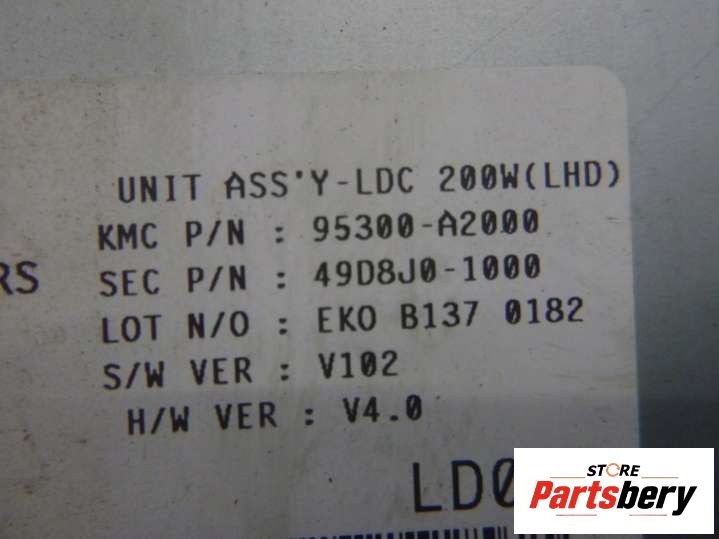 UNIT ASS'Y-LDC 200W(LHD)
KMC P/N : 95300-A2000
RS
SEC P/N : 49D8J0-1000
LOT N/O : EKO B137 0182
S/W VER : V102
H/W VER : V4.0
LD0
STORE
Partsbery